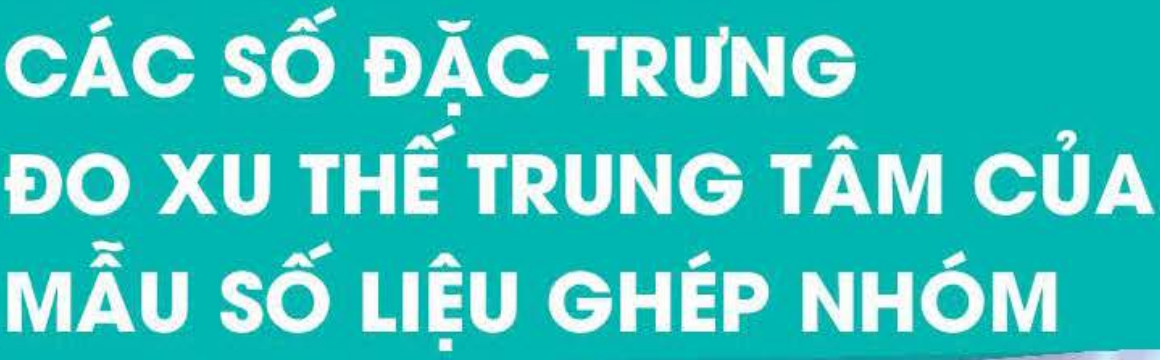 CÁC SỐ ĐẶC TRƯNG
ĐO XU THẾ TRUNG TÂM CỦA
MẪU SỐ LIỆU GHÉP NHÓM